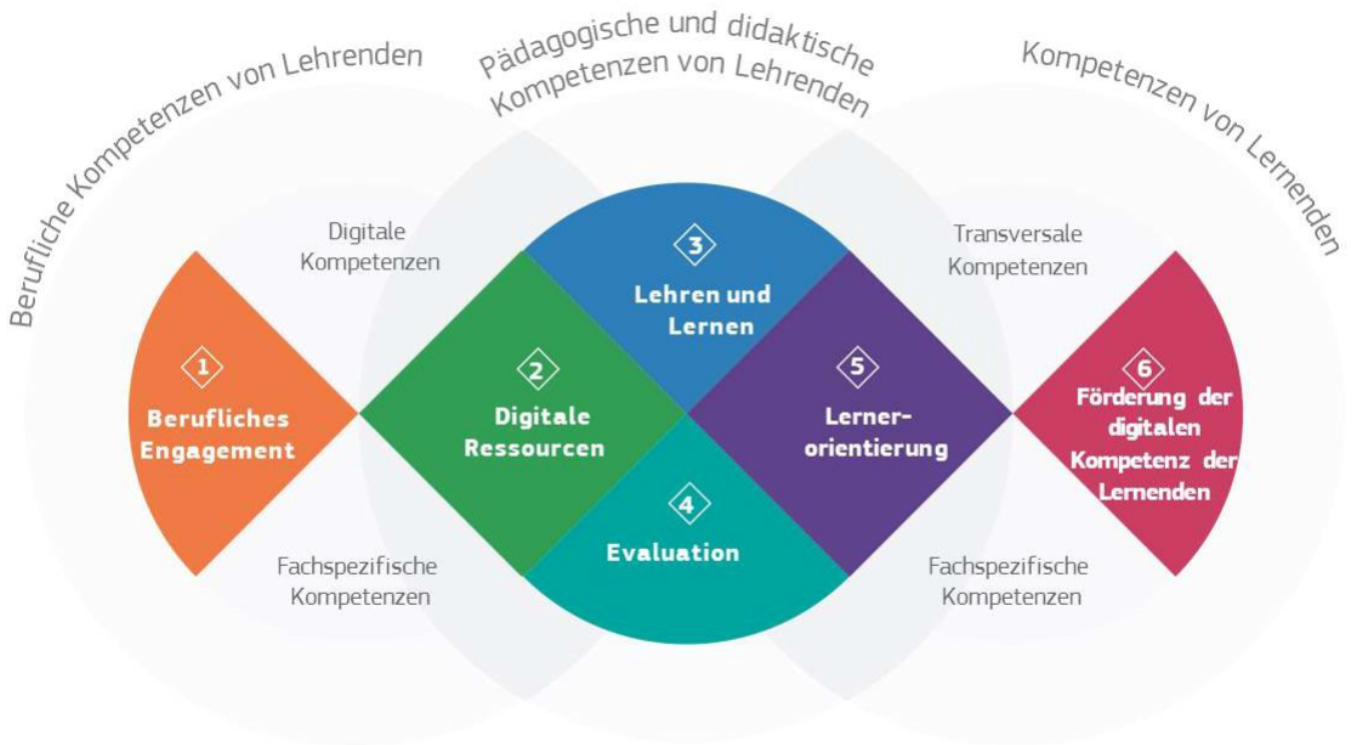 Berufliche Kompetenzen von Lehrenden
Pädagogische und didaktische
Kompetenzen von Lehrenden
Kompetenzen von Lernenden
Digitale
Kompetenzen
Fachspezifische
Kompetenzen
Transversale
Kompetenzen
Fachspezifische
Kompetenzen
1
Berufliches
Engagement
2
Digitale
Ressourcen
3
Lehren und
Lernen
4
Evaluation
5
Lerner-
orientierung
6
Förderung der
digitalen
Kompetenz der
Lernenden